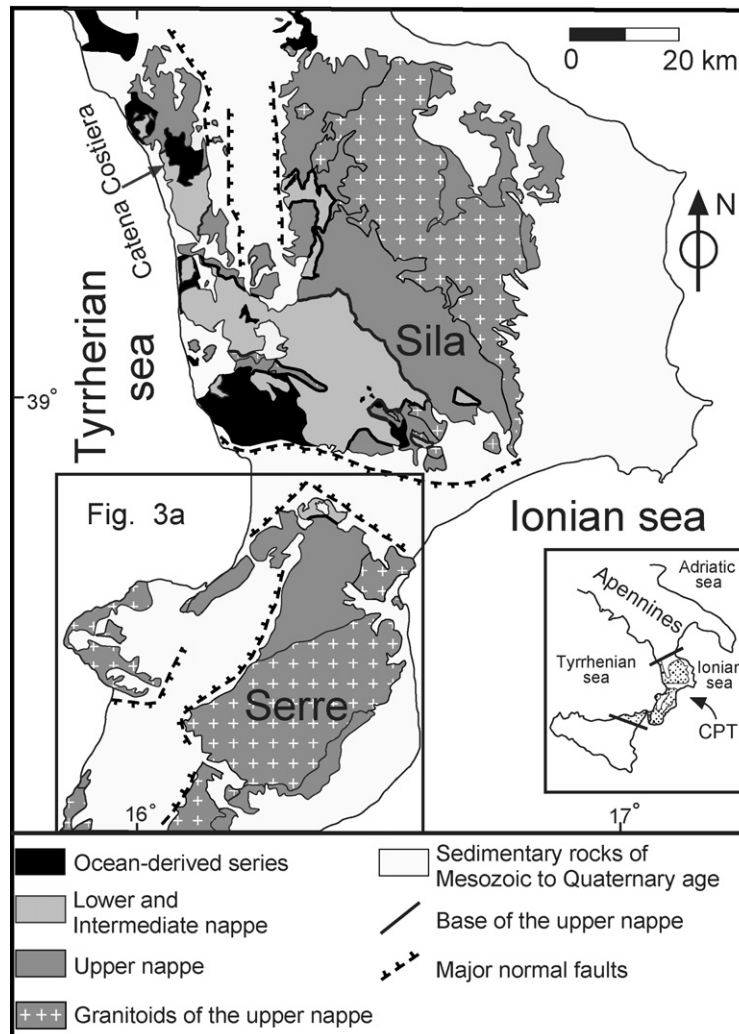 0 20 km
Catena Costiera
N
Tyrrherian
sea
Sila
39°
Fig. 3a
Ionian sea
Adriatic
sea
Apennines
Tyrrhenian
sea
Ionian
sea
CPT
Serre
16°
17°
Ocean-derived series
Lower and
Intermediate nappe
Upper nappe
Granitoids of the upper nappe
Sedimentary rocks of
Mesozoic to Quaternary age
Base of the upper nappe
Major normal faults